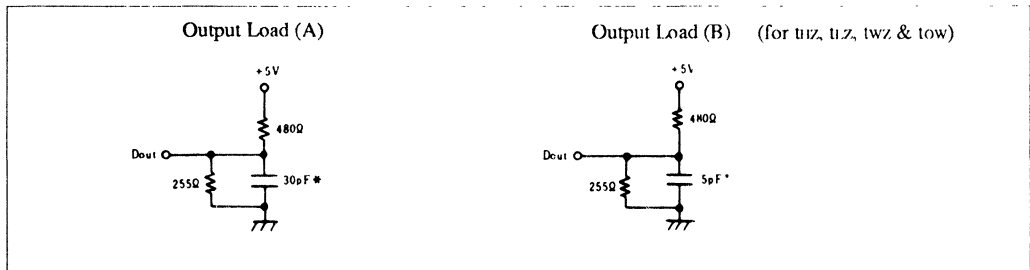 Output Load (A)
Output Load (B) (for tHZ, tLZ, twz & tow)
+5V
480Ω
Dout
255Ω
30pF*
+5V
480Ω
Dout
255Ω
5pF*